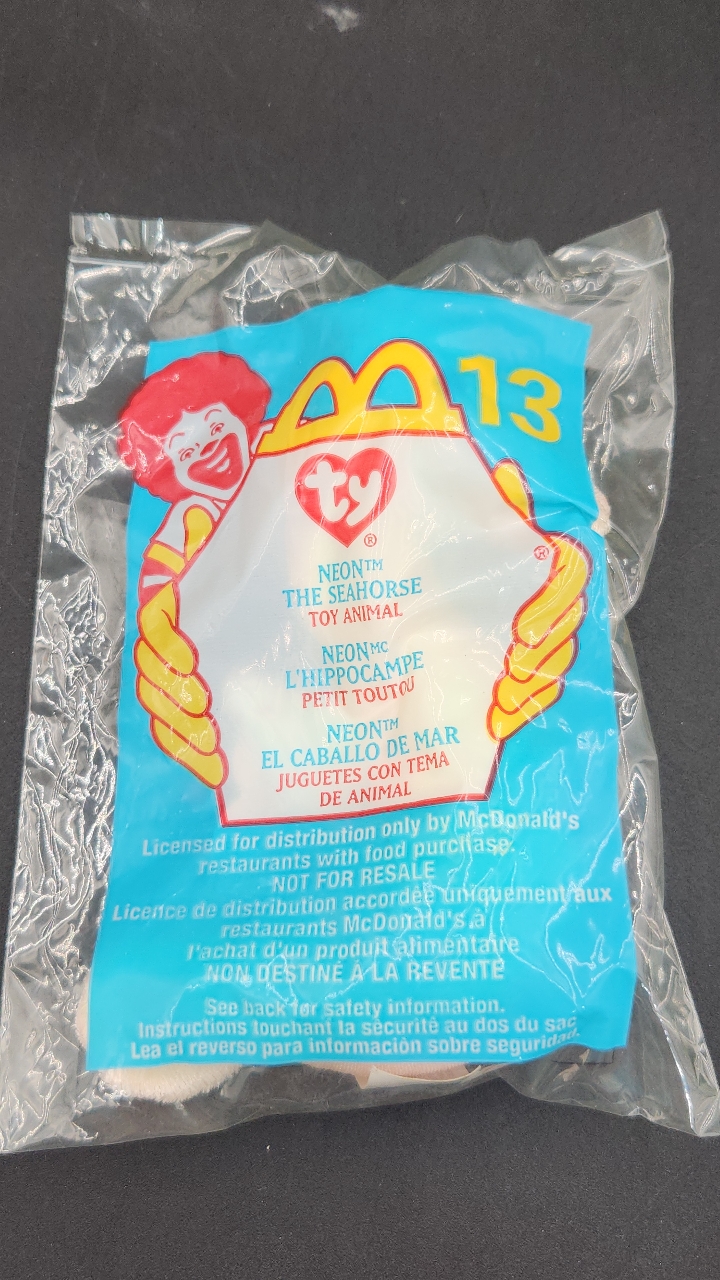 13
ty
®
®
NEON™
THE SEAHORSE
TOY ANIMAL
NEONMC
L'HIPPOCAMPE
PETIT TOUTOU
NEON™
EL CABALLO DE MAR
JUGUETES CON TEMA
DE ANIMAL
Licensed for distribution only by McDonald's
restaurants with food purchase.
NOT FOR RESALE
Licence de distribution accordée uniquement aux
restaurants McDonald's à
l'achat d'un produit alimentaire
NON DESTINÉ À LA REVENTE
See back for safety information.
Instructions touchant la sécurité au dos du sac.
Lea el reverso para información sobre seguridad.